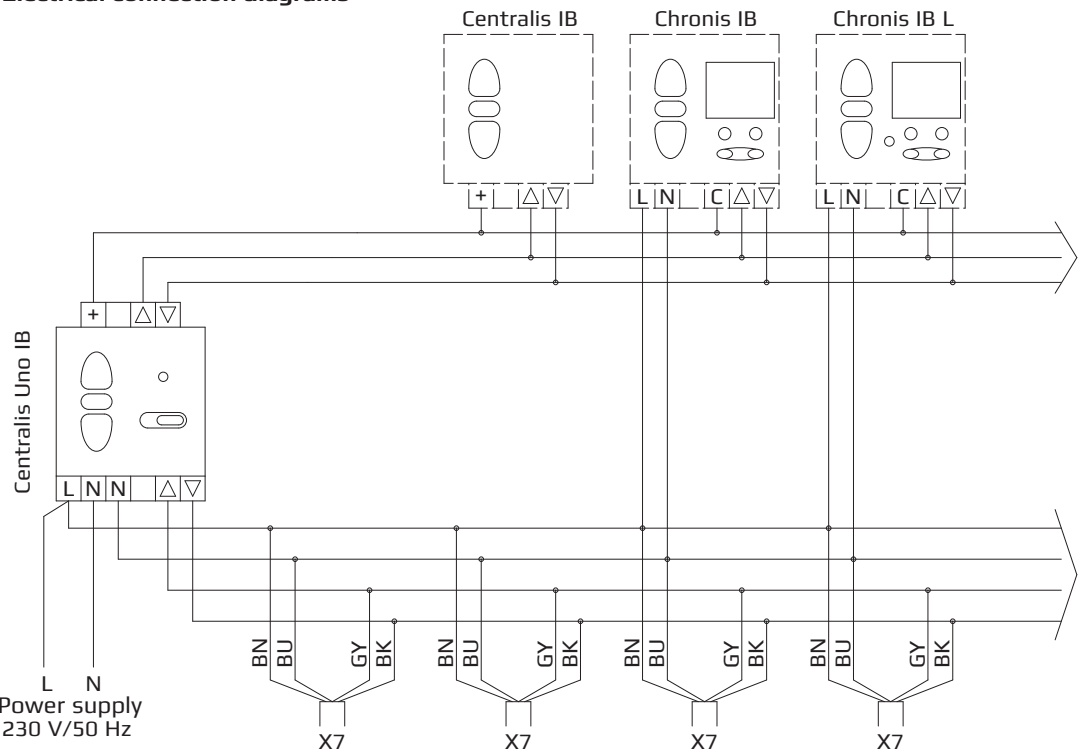 Electrical connection diagrams
Centralis IB Chronis IB Chronis IB L
+ △ ▽ L N C △ ▽ L N C △ ▽
+ △ ▽
Centralis Uno IB
L N N △ ▽
BN BU GY BK BN BU GY BK BN BU GY BK BN BU GY BK
L N
Power supply
230 V/50 Hz
X7 X7 X7 X7